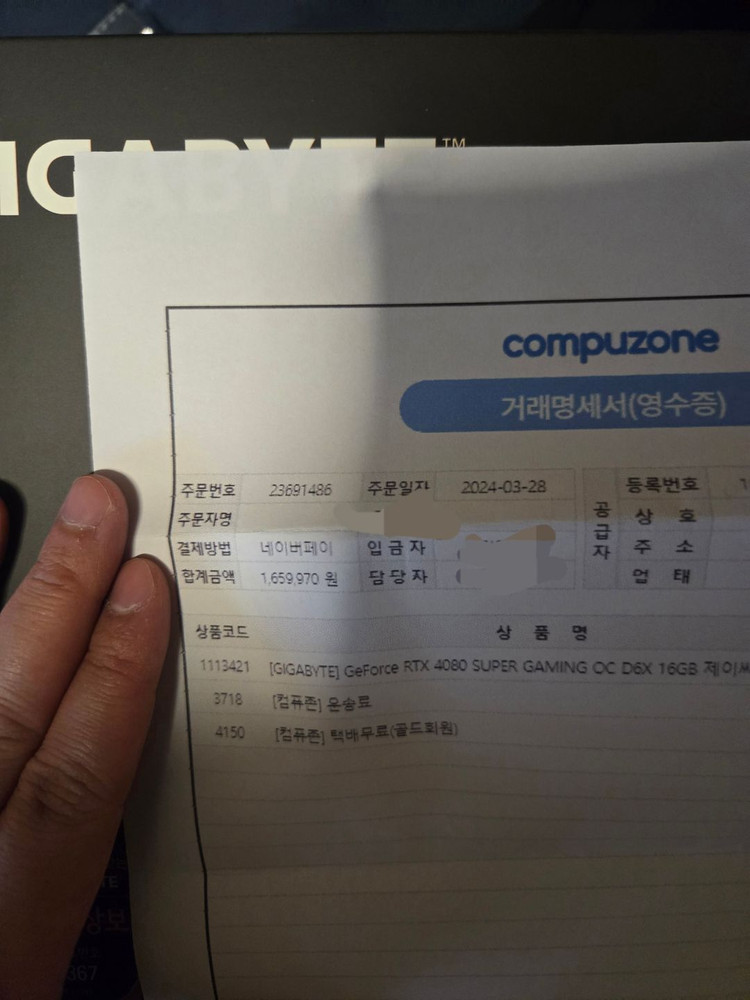 GABYTE™
compuzone
거래명세서(영수증)
주문번호 23691486 주문일자 2024-03-28 등록번호
주문자명 공급자 상 호
결제방법 네이버페이 입금자 주 소
합계금액 1,659,970 원 담당자 업 태
상품코드 상 품 명
1113421 [GIGABYTE] GeForce RTX 4080 SUPER GAMING OC D6X 16GB 제이씨
3718 [컴퓨존] 운송료
4150 [컴퓨존] 택배무료(골드회원)
367